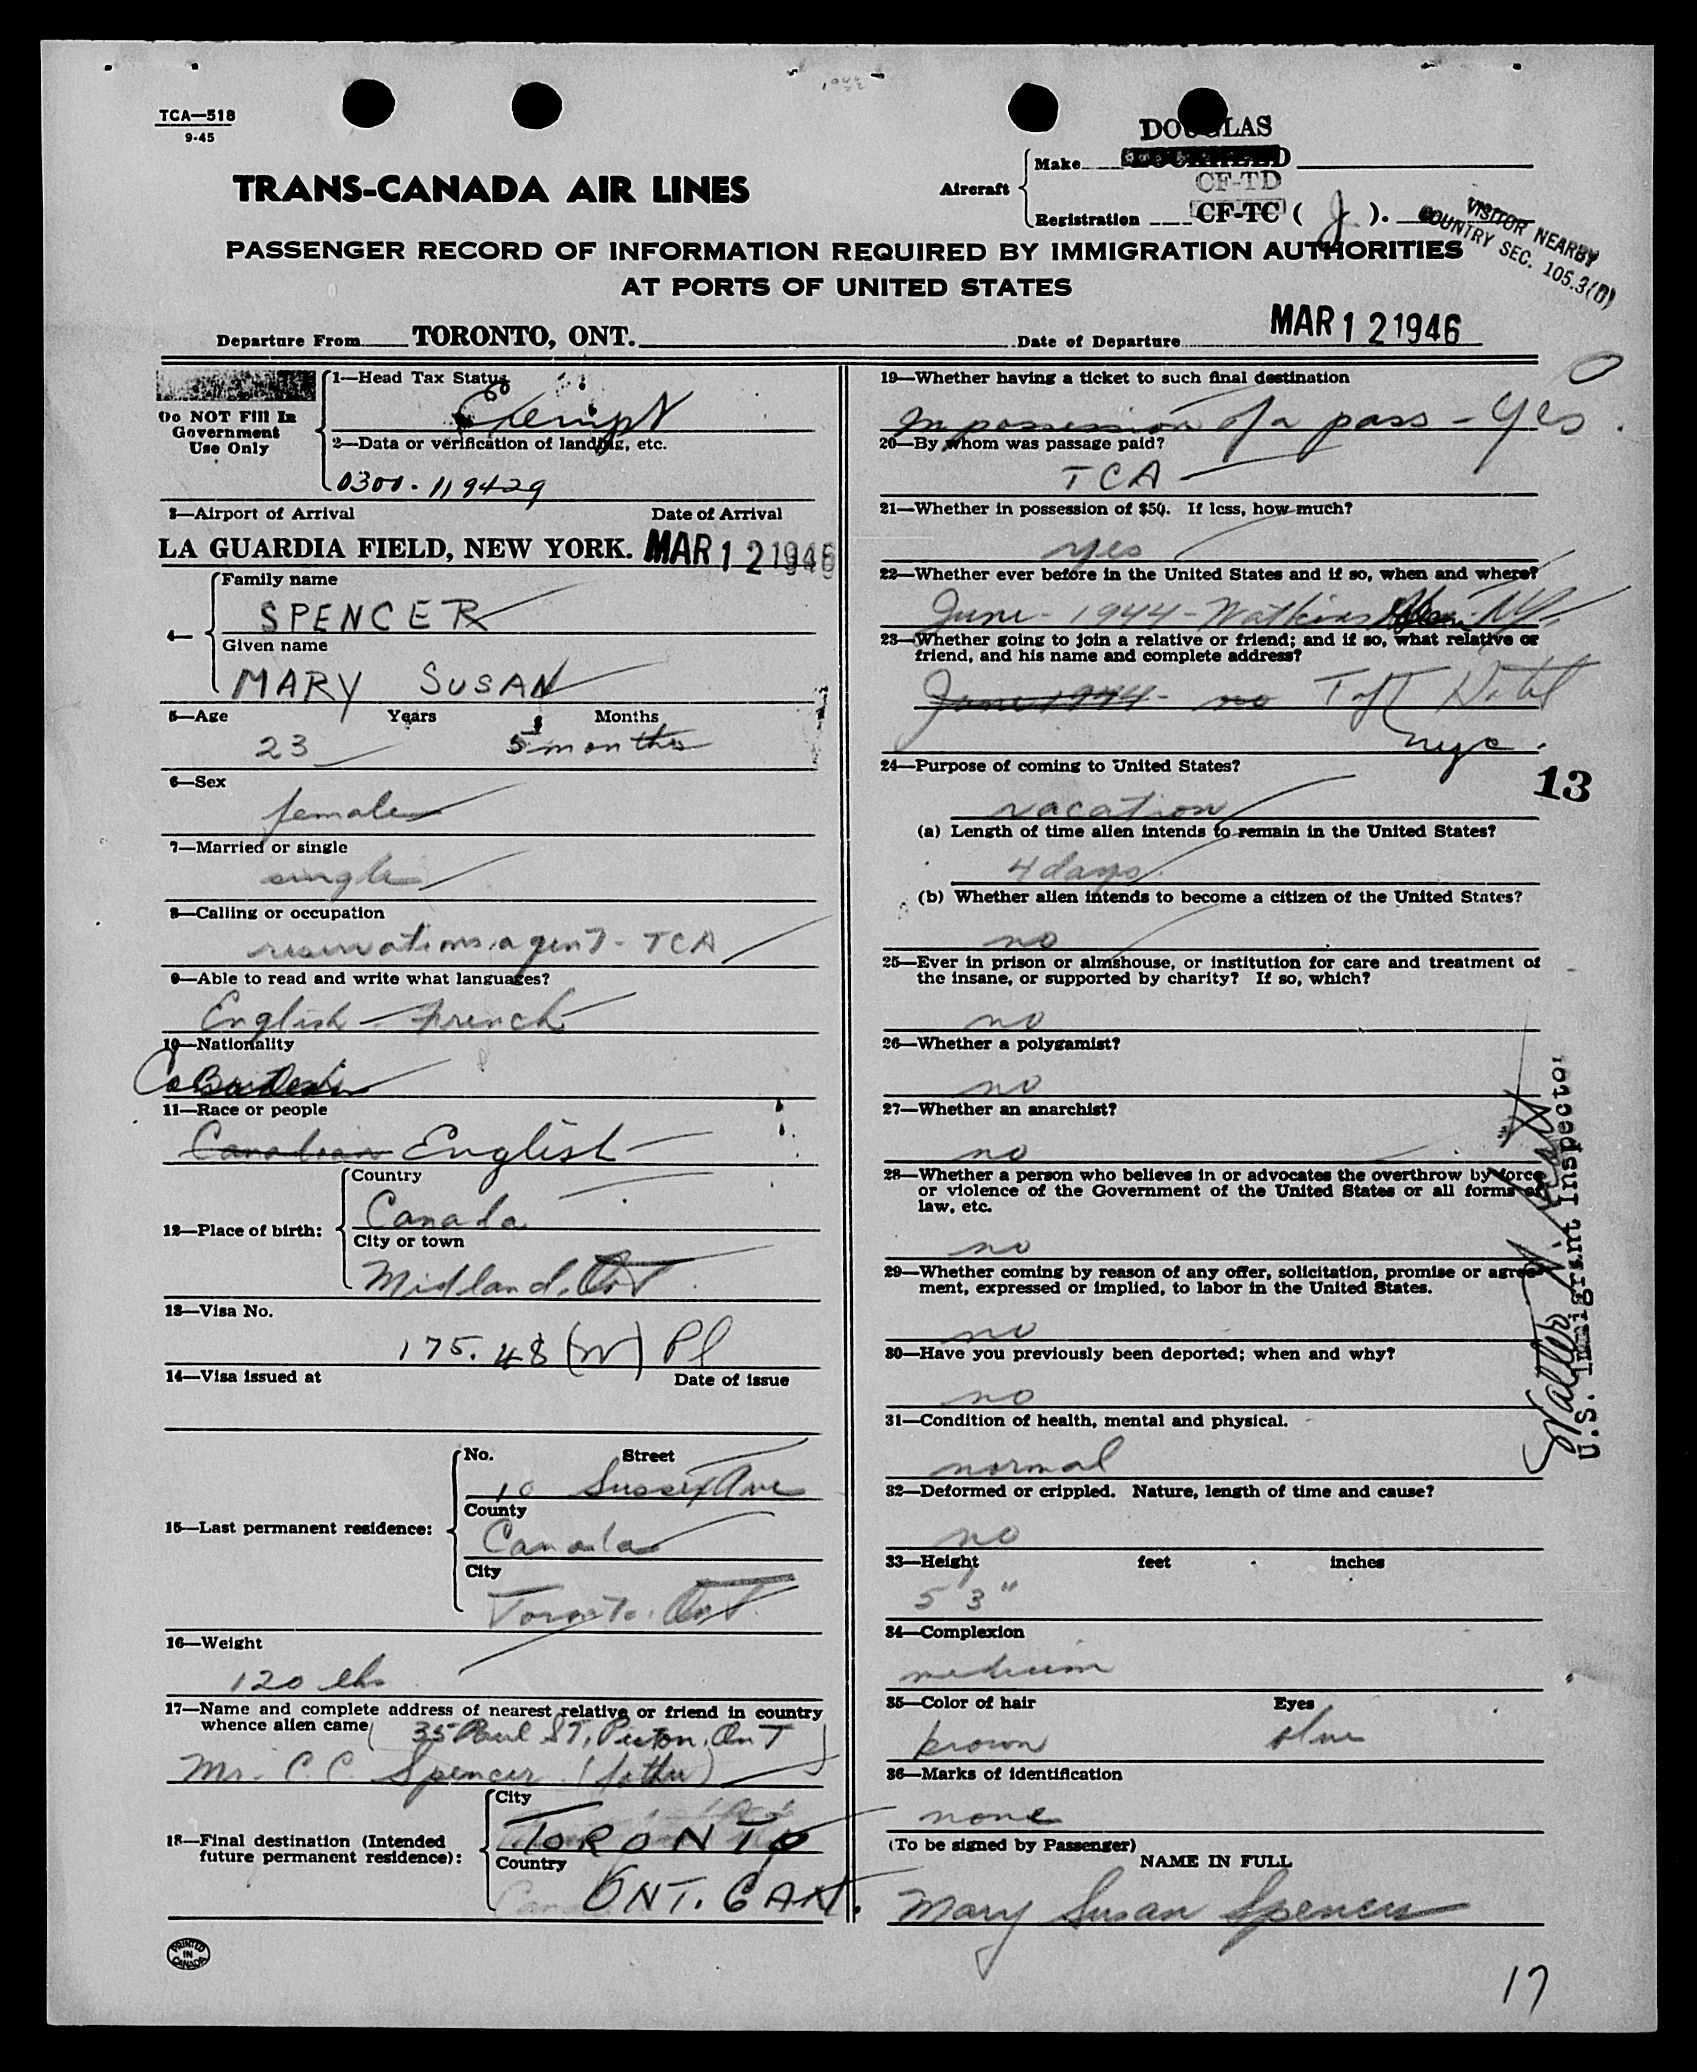 TCA—518
9-45
DOUGLAS
TRANS-CANADA AIR LINES
Aircraft
Make
CF-TD
Registration CF-TC ( J ).
VISITOR NEARBY
COUNTRY SEC. 105.3(B)
PASSENGER RECORD OF INFORMATION REQUIRED BY IMMIGRATION AUTHORITIES
AT PORTS OF UNITED STATES
Departure From TORONTO, ONT. Date of Departure MAR 12 1946
Do NOT Fill In
Government
Use Only
1—Head Tax Status
Exempt
2—Data or verification of landing, etc.
0300-119429
3—Airport of Arrival Date of Arrival
LA GUARDIA FIELD, NEW YORK. MAR 12 1946
4—
Family name
SPENCER
Given name
MARY SUSAN
5—Age Years Months
23 5 months
6—Sex
female
7—Married or single
single
8—Calling or occupation
reservations agent - TCA
9—Able to read and write what languages?
English - French
10—Nationality
11—Race or people
Canadian English
12—Place of birth:
Country
Canada
City or town
Midland, Ont
13—Visa No.
175.48 (W) Pl
14—Visa issued at Date of issue
15—Last permanent residence:
No. Street
10 Sussex Ave
County
Canada
City
Toronto, Ont.
16—Weight
120 lbs
17—Name and complete address of nearest relative or friend in country
whence alien came ( 35 Paul ST, Picton, Ont )
Mr. C. C. Spencer (father)
18—Final destination (Intended
future permanent residence):
City
TORONTO
Country
ONT. CAN.
PRINTED
IN
CANADA
19—Whether having a ticket to such final destination
In possession of a pass - Yes.
20—By whom was passage paid?
TCA
21—Whether in possession of $50. If less, how much?
yes
22—Whether ever before in the United States and if so, when and where?
June - 1944 - Watkins Glen - NY.
23—Whether going to join a relative or friend; and if so, what relative or
friend, and his name and complete address?
June 1944 - no Taft Hotel
nyc.
24—Purpose of coming to United States?
13
vacation
(a) Length of time alien intends to remain in the United States?
4 days
(b) Whether alien intends to become a citizen of the United States?
no
25—Ever in prison or almshouse, or institution for care and treatment of
the insane, or supported by charity? If so, which?
no
26—Whether a polygamist?
no
27—Whether an anarchist?
no
28—Whether a person who believes in or advocates the overthrow by force
or violence of the Government of the United States or all forms of
law, etc.
no
29—Whether coming by reason of any offer, solicitation, promise or agree-
ment, expressed or implied, to labor in the United States.
no
30—Have you previously been deported; when and why?
no
31—Condition of health, mental and physical.
normal
32—Deformed or crippled. Nature, length of time and cause?
no
33—Height feet inches
5 3"
34—Complexion
medium
35—Color of hair Eyes
brown blue
36—Marks of identification
none
(To be signed by Passenger)
NAME IN FULL
Mary Susan Spencer
Walter
U.S. Immigrant Inspector
17